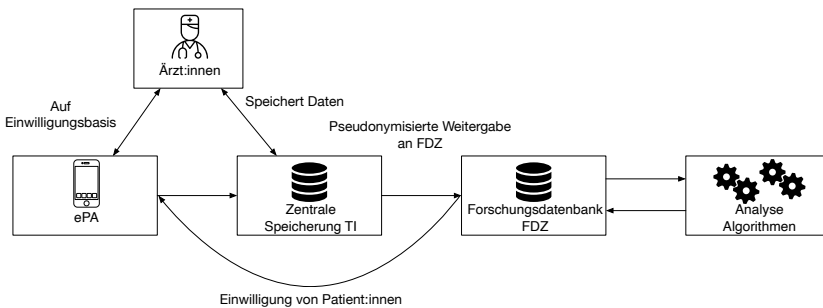 Ärzt:innen
Auf
Einwilligungsbasis
Speichert Daten
Pseudonymisierte Weitergabe
an FDZ
ePA
Zentrale
Speicherung TI
Forschungsdatenbank
FDZ
Analyse
Algorithmen
Einwilligung von Patient:innen